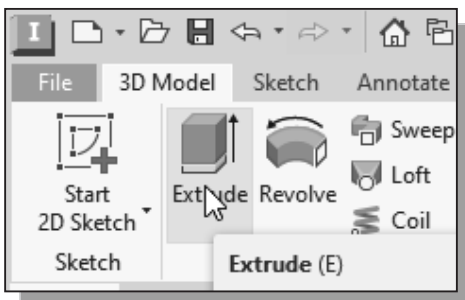 I
File 3D Model Sketch Annotate
Start
2D Sketch
Extrude
Revolve
Sweep
Loft
Coil
Sketch
Extrude (E)